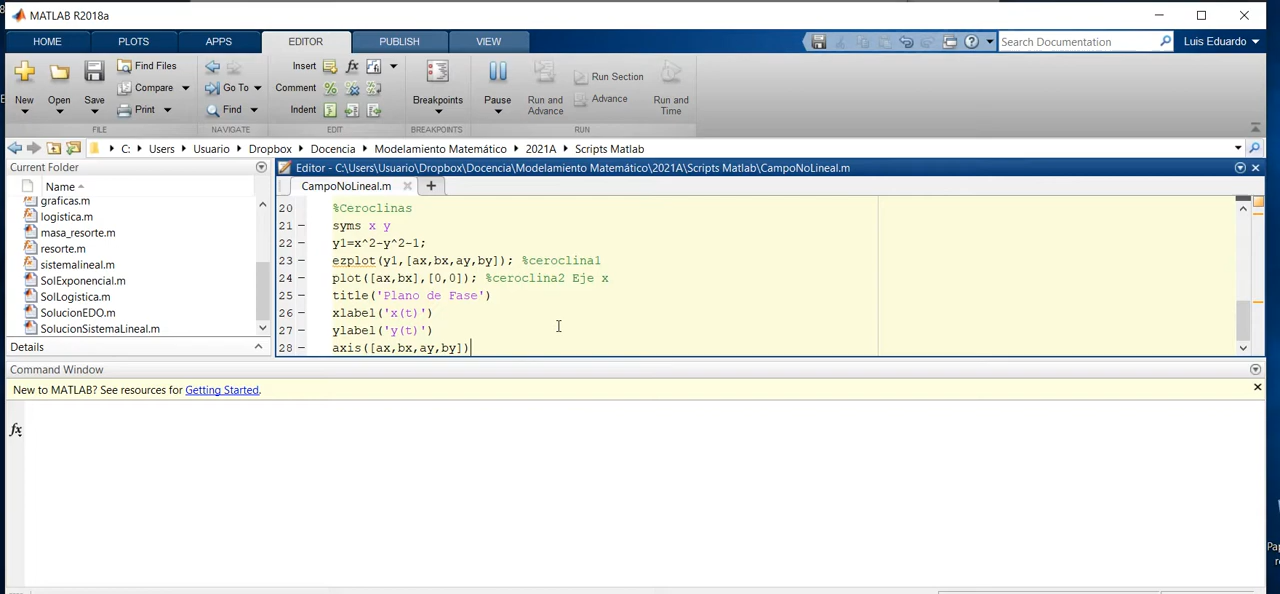 MATLAB R2018a
HOME PLOTS APPS EDITOR PUBLISH VIEW Search Documentation Luis Eduardo
New Open Save Find Files Compare Print Go To Find Insert Comment Indent Breakpoints Pause Run and Advance Run Section Advance Run and Time
FILE NAVIGATE EDIT BREAKPOINTS RUN
C: Users Usuario Dropbox Docencia Modelamiento Matemático 2021A Scripts Matlab
Current Folder
Name
graficas.m
logistica.m
masa_resorte.m
resorte.m
sistemalineal.m
SolExponencial.m
SolLogistica.m
SolucionEDO.m
SolucionSistemaLineal.m
Details
Editor - C:\Users\Usuario\Dropbox\Docencia\Modelamiento Matemático\2021A\Scripts Matlab\CampoNoLineal.m
CampoNoLineal.m
20 %Ceroclinas
21 – syms x y
22 – y1=x^2-y^2-1;
23 – ezplot(y1,[ax,bx,ay,by]); %ceroclina1
24 – plot([ax,bx],[0,0]); %ceroclina2 Eje x
25 – title('Plano de Fase')
26 – xlabel('x(t)')
27 – ylabel('y(t)')
28 – axis([ax,bx,ay,by])
Command Window
New to MATLAB? See resources for Getting Started.
fx